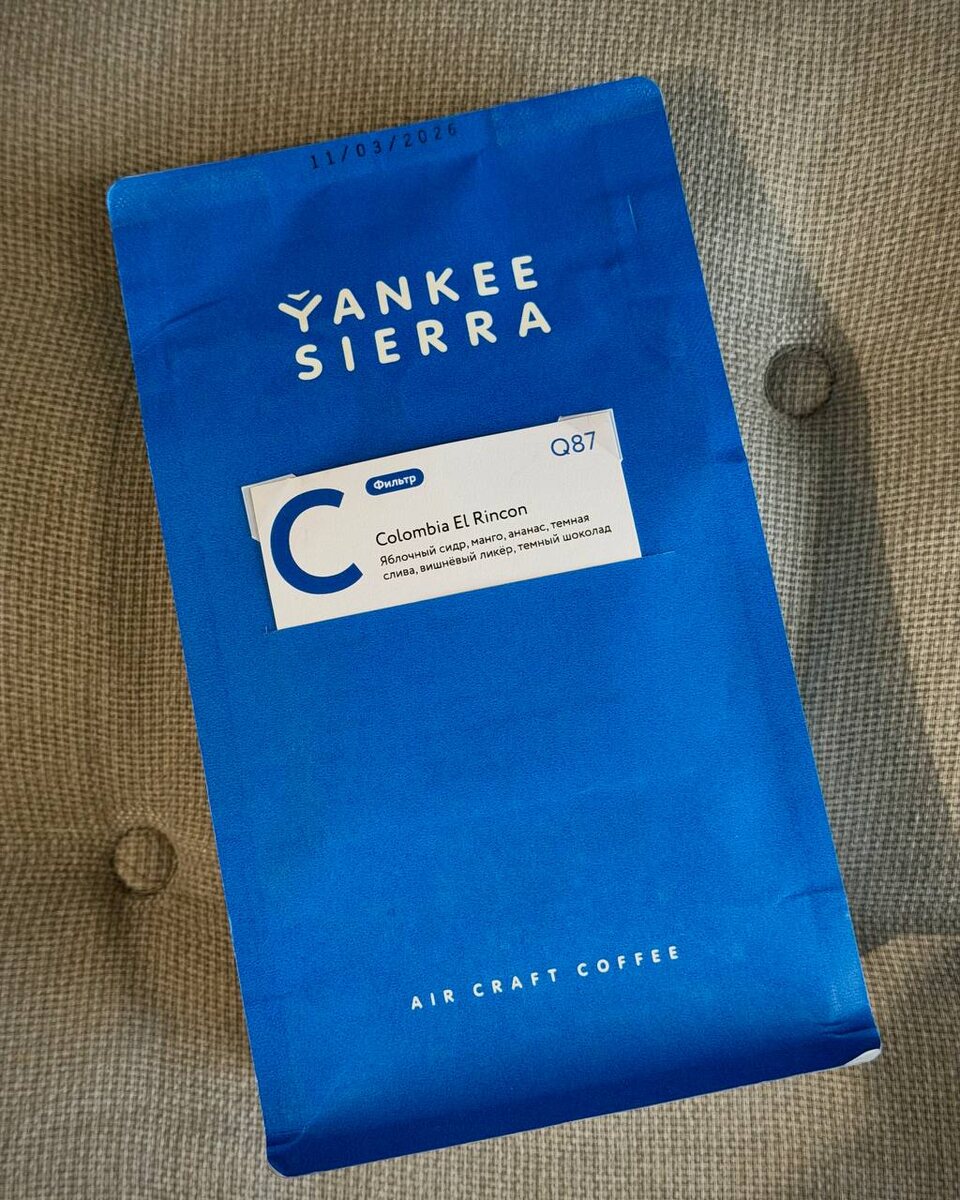 11/03/2026
YANKEE
SIERRA
Q87
Фильтр
C
Colombia El Rincon
Яблочный сидр, манго, ананас, темная
слива, вишнёвый ликёр, темный шоколад
AIR CRAFT COFFEE